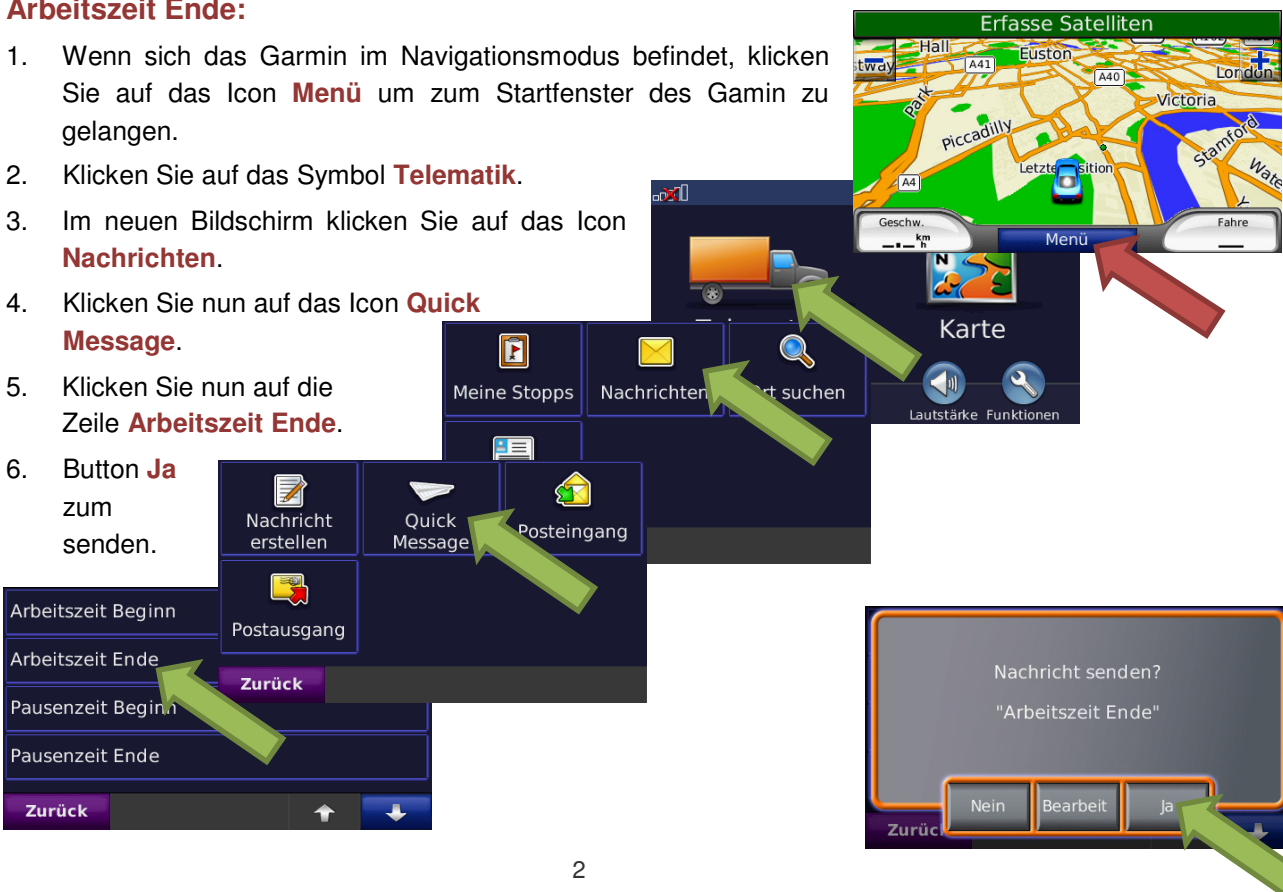 Arbeitszeit Ende:
1. Wenn sich das Garmin im Navigationsmodus befindet, klicken
Sie auf das Icon Menü um zum Startfenster des Gamin zu
gelangen.
2. Klicken Sie auf das Symbol Telematik.
3. Im neuen Bildschirm klicken Sie auf das Icon
Nachrichten.
4. Klicken Sie nun auf das Icon Quick
Message.
5. Klicken Sie nun auf die
Zeile Arbeitszeit Ende.
6. Button Ja
zum
senden.
Erfasse Satelliten
Hall
Euston
A41
A40
London
Park
Victoria
Piccadilly
Stamford
A4
Geschw.
km
h
Menü
Fahre
Karte
Lautstärke Funktionen
Meine Stopps
Nachrichten
suchen
Nachricht
erstellen
Quick
Message
Posteingang
Postausgang
Zurück
Arbeitszeit Beginn
Arbeitszeit Ende
Pausenzeit Beginn
Pausenzeit Ende
Zurück
Nachricht senden?
"Arbeitszeit Ende"
Nein Bearbeit Ja
Zurüc
2